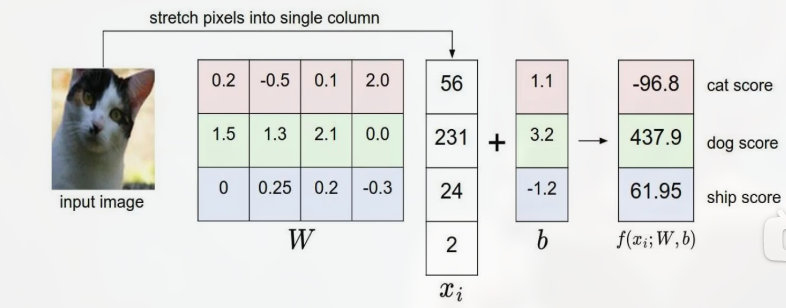 stretch pixels into single column
input image
0.2 -0.5 0.1 2.0
1.5 1.3 2.1 0.0
0 0.25 0.2 -0.3
W
56
231
24
2
x_i
+
1.1
3.2
-1.2
b
-96.8 cat score
437.9 dog score
61.95 ship score
f(x_i; W, b)